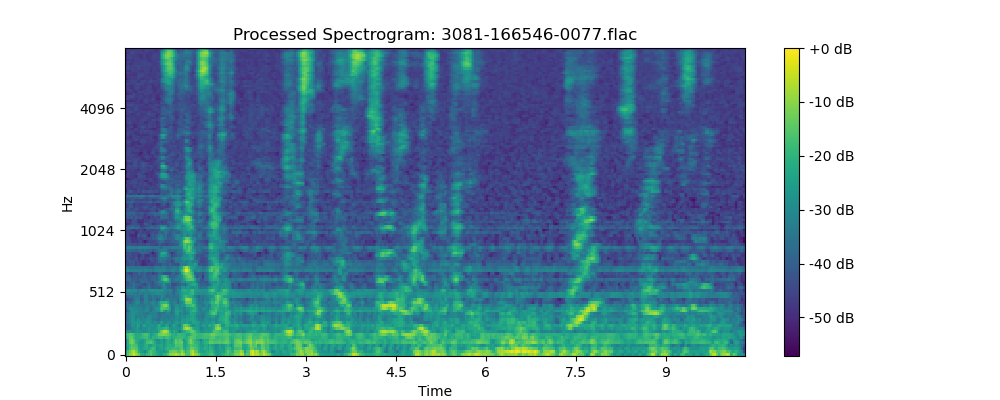 Processed Spectrogram: 3081-166546-0077.flac
Hz
4096
2048
1024
512
0
0 1.5 3 4.5 6 7.5 9
Time
+0 dB
-10 dB
-20 dB
-30 dB
-40 dB
-50 dB